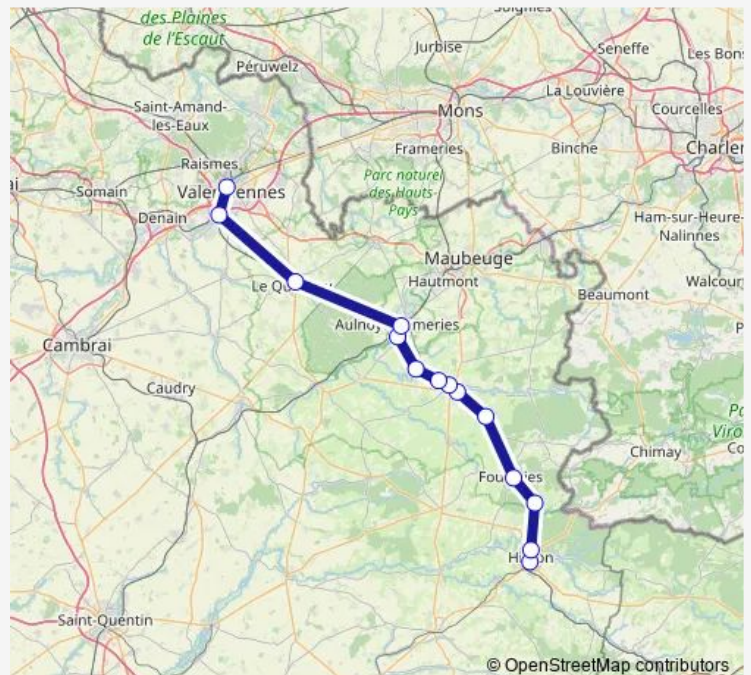 des Plaines
de l'Escaut
Jurbise
Seneffe
Les Bons
Péruwelz
La Louvière
Saint-Amand-
les-Eaux
Mons
Courcelles
Charler
Frameries
Binche
Raismes
Parc naturel
des Hauts-
Pays
Somain
Denain
Ham-sur-Heure-
Nalinnes
Maubeuge
Hautmont
Walcour
Beaumont
Cambrai
Caudry
Chimay
Saint-Quentin
© OpenStreetMap contributors